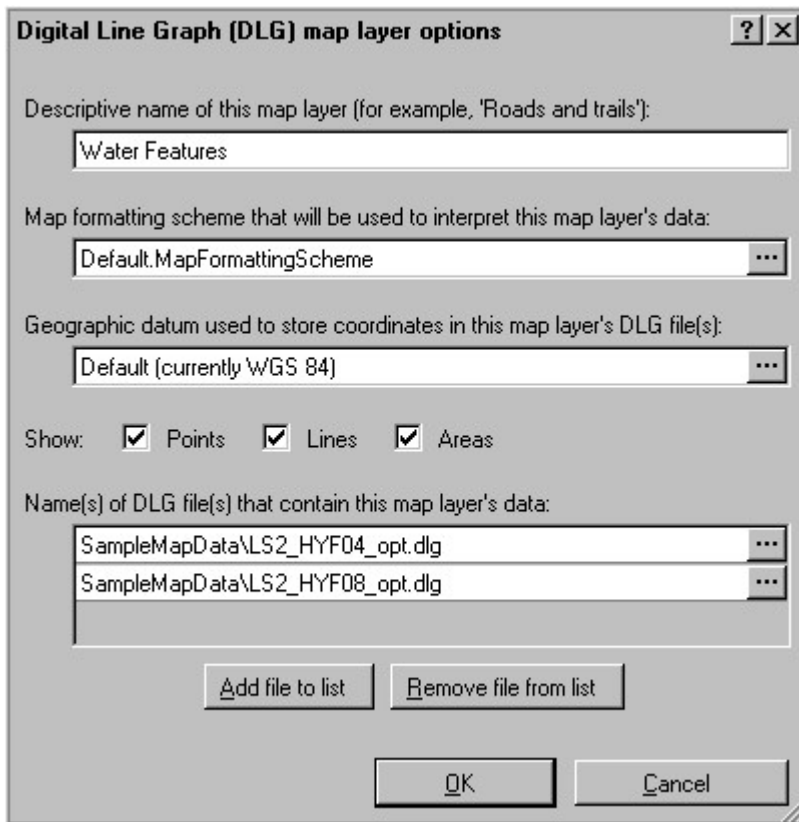 Digital Line Graph (DLG) map layer options
Descriptive name of this map layer (for example, 'Roads and trails'):
Water Features
Map formatting scheme that will be used to interpret this map layer's data:
Default.MapFormattingScheme
...
Geographic datum used to store coordinates in this map layer's DLG file(s):
Default (currently WGS 84)
...
Show: Points Lines Areas
Name(s) of DLG file(s) that contain this map layer's data:
SampleMapData\LS2_HYF04_opt.dlg
...
SampleMapData\LS2_HYF08_opt.dlg
...
Add file to list Remove file from list
OK Cancel